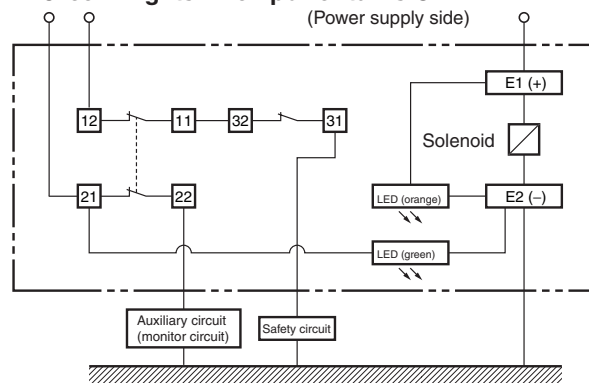 (Power supply side)
E1 (+)
12
11
32
31
Solenoid
21
22
LED (orange)
E2 (−)
LED (green)
Auxiliary circuit
(monitor circuit)
Safety circuit